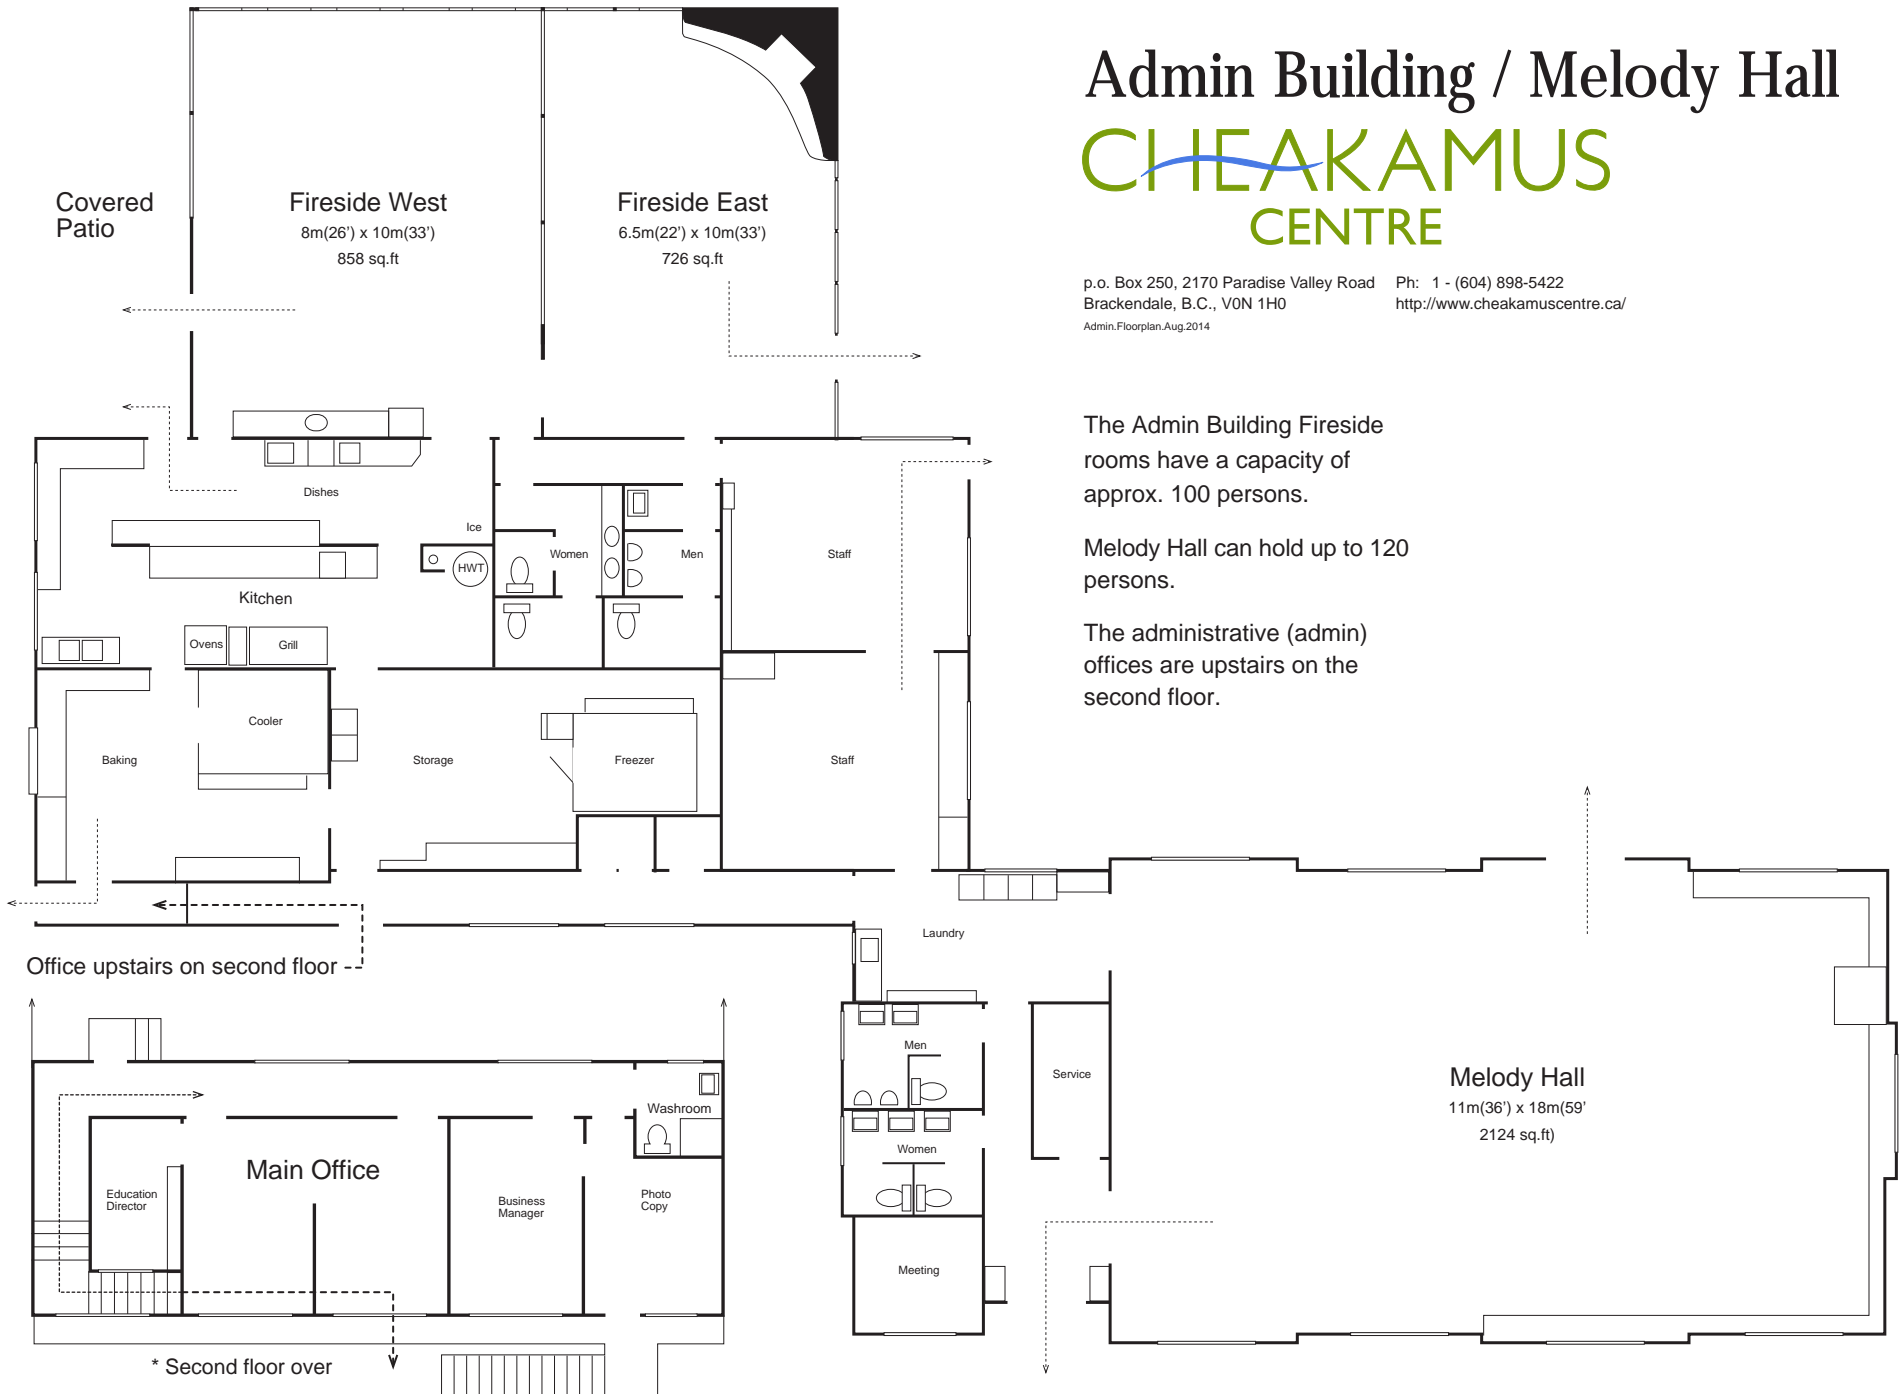 Admin Building / Melody Hall
CHEAKAMUS
CENTRE
p.o. Box 250, 2170 Paradise Valley Road
Brackendale, B.C., V0N 1H0
Admin.Floorplan.Aug.2014
Ph: 1 - (604) 898-5422
http://www.cheakamuscentre.ca/
The Admin Building Fireside
rooms have a capacity of
approx. 100 persons.
Melody Hall can hold up to 120
persons.
The administrative (admin)
offices are upstairs on the
second floor.
Covered
Patio
Fireside West
8m(26') x 10m(33')
858 sq.ft
Fireside East
6.5m(22') x 10m(33')
726 sq.ft
Dishes
Ice
HWT
Women
Men
Staff
Kitchen
Ovens
Grill
Cooler
Baking
Storage
Freezer
Staff
Office upstairs on second floor
Laundry
Men
Service
Women
Meeting
Melody Hall
11m(36') x 18m(59'
2124 sq.ft)
Washroom
Main Office
Education
Director
Business
Manager
Photo
Copy
* Second floor over